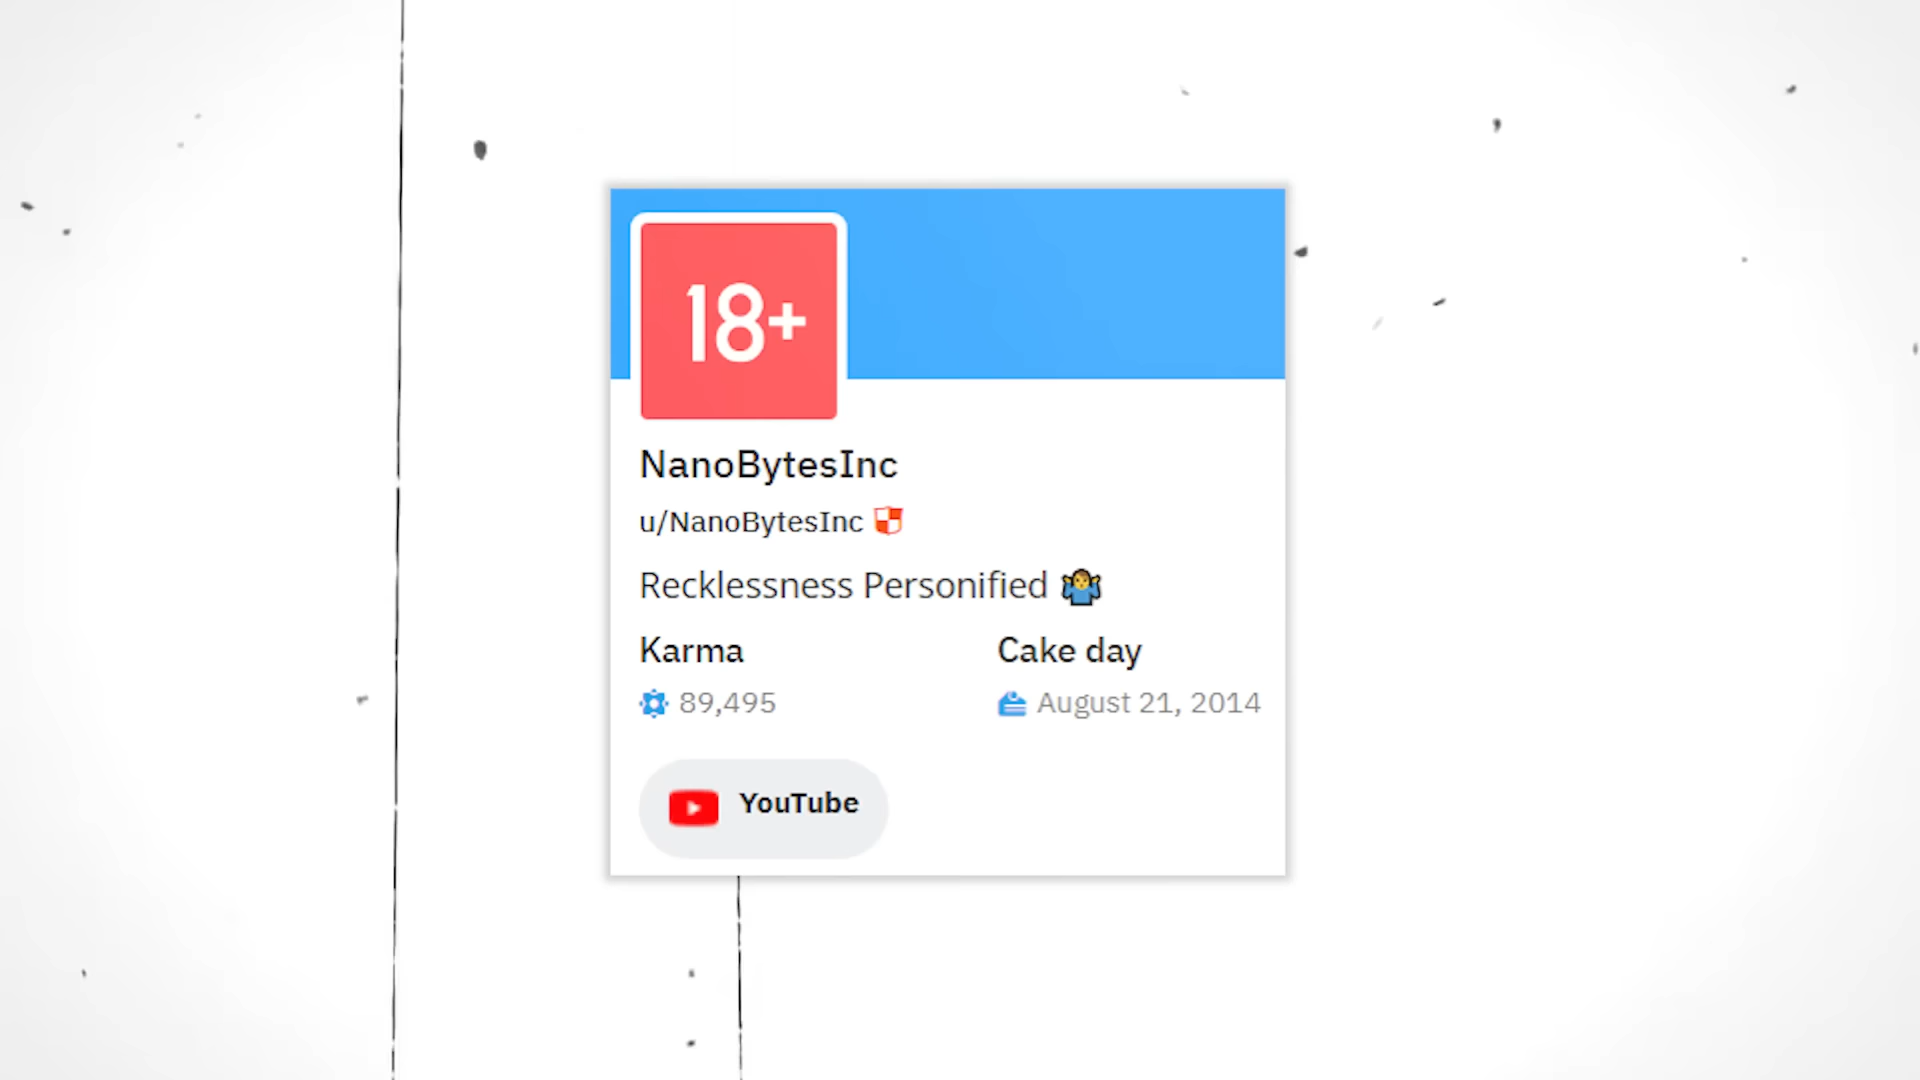 18+
NanoBytesInc
u/NanoBytesInc
Recklessness Personified 🤷
Karma
Cake day
89,495
August 21, 2014
YouTube